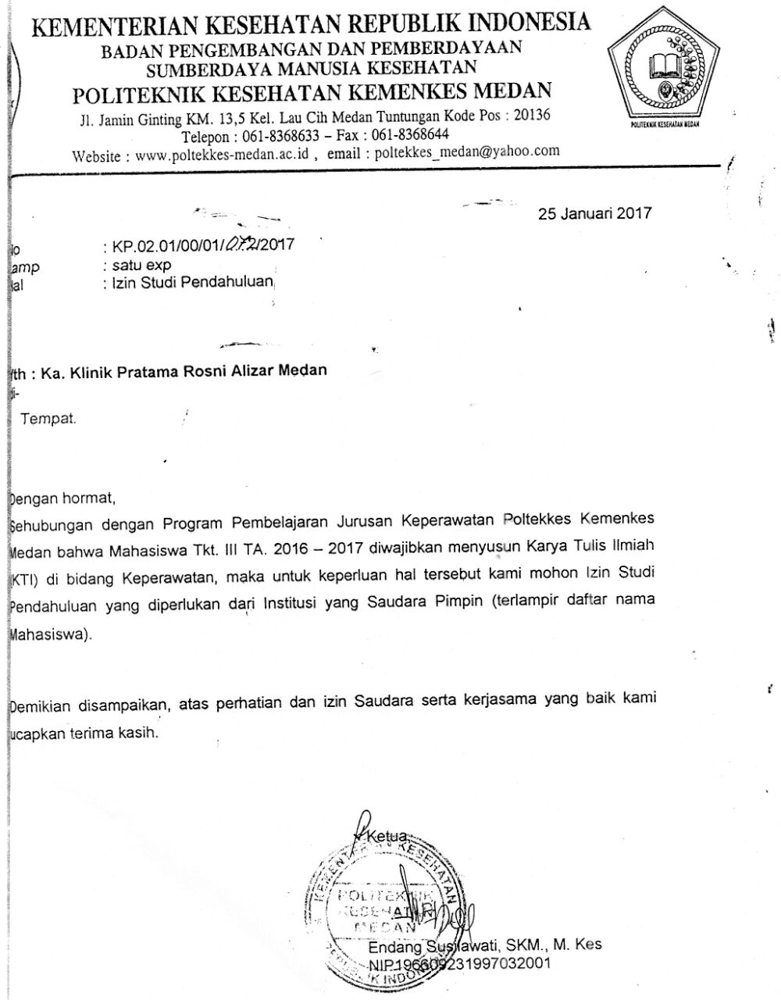 KEMENTERIAN KESEHATAN REPUBLIK INDONESIA
BADAN PENGEMBANGAN DAN PEMBERDAYAAN
SUMBERDAYA MANUSIA KESEHATAN
POLITEKNIK KESEHATAN KEMENKES MEDAN
Jl. Jamin Ginting KM. 13,5 Kel. Lau Cih Medan Tuntungan Kode Pos : 20136
Telepon : 061-8368633 – Fax : 061-8368644
Website : www.poltekkes-medan.ac.id , email : poltekkes_medan@yahoo.com
POLITEKNIK KESEHATAN MEDAN
25 Januari 2017
o : KP.02.01/00/01/072/2017
amp : satu exp
al : Izin Studi Pendahuluan
th : Ka. Klinik Pratama Rosni Alizar Medan
i-
Tempat.
Dengan hormat,
Sehubungan dengan Program Pembelajaran Jurusan Keperawatan Poltekkes Kemenkes
Medan bahwa Mahasiswa Tkt. III TA. 2016 – 2017 diwajibkan menyusun Karya Tulis Ilmiah
(KTI) di bidang Keperawatan, maka untuk keperluan hal tersebut kami mohon Izin Studi
Pendahuluan yang diperlukan dari Institusi yang Saudara Pimpin (terlampir daftar nama
Mahasiswa).
Demikian disampaikan, atas perhatian dan izin Saudara serta kerjasama yang baik kami
ucapkan terima kasih.
Ketua,
KEMENTERIAN KESEHATAN
POLITEKNIK
KESEHATAN
MEDAN
REPUBLIK INDONESIA
Endang Susilawati, SKM., M. Kes
NIP.196609231997032001